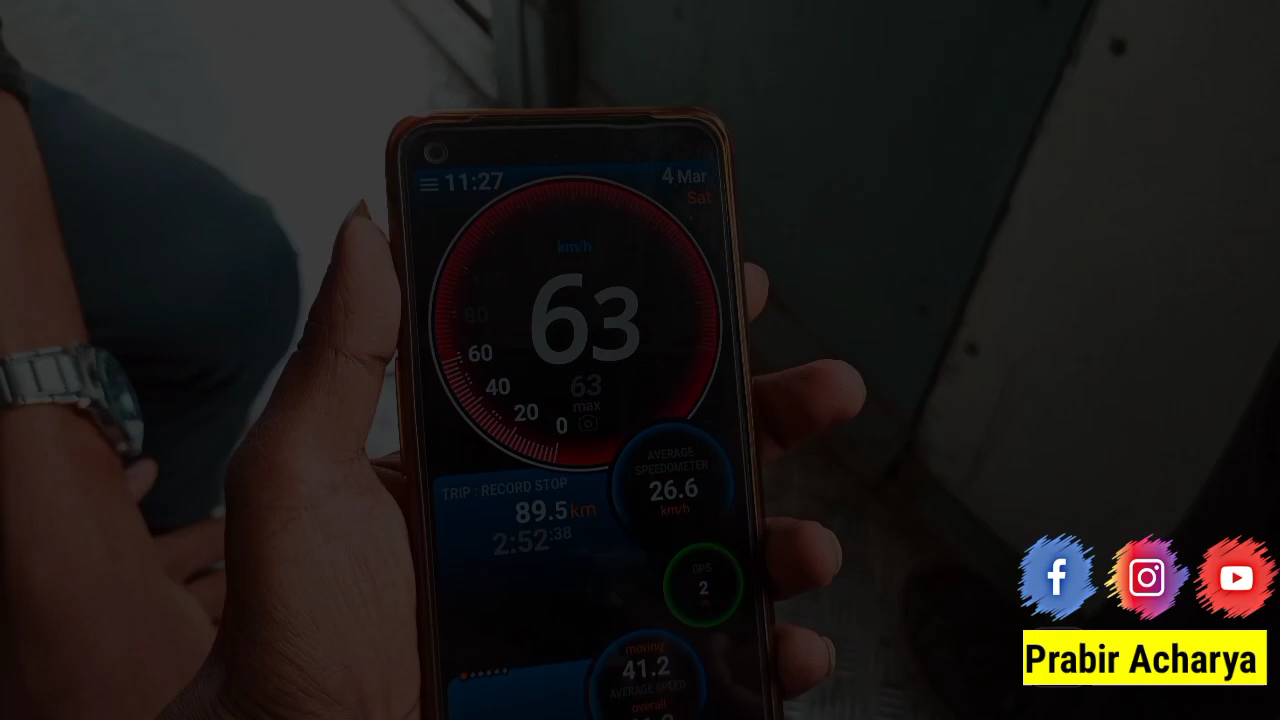 11:27
4 Mar
Sat
km/h
63
80
60
40
20
0
63
max
AVERAGE
SPEEDOMETER
26.6
km/h
TRIP : RECORD STOP
89.5km
2:52:38
GPS
2
moving
41.2
AVERAGE SPEED
overall
Prabir Acharya